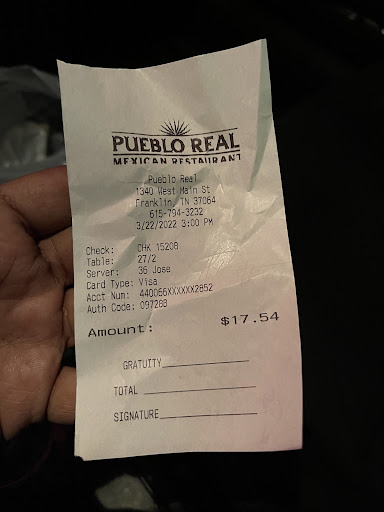 PUEBLO REAL
MEXICAN RESTAURANT
Pueblo Real
1340 West Main St
Franklin, TN 37064
615-794-3232
3/22/2022 3:00 PM
Check: CHK 15208
Table: 27/2
Server: 36 Jose
Card Type: Visa
Acct Num: 440066XXXXXX2852
Auth Code: 097288
Amount: $17.54
GRATUITY
TOTAL
SIGNATURE